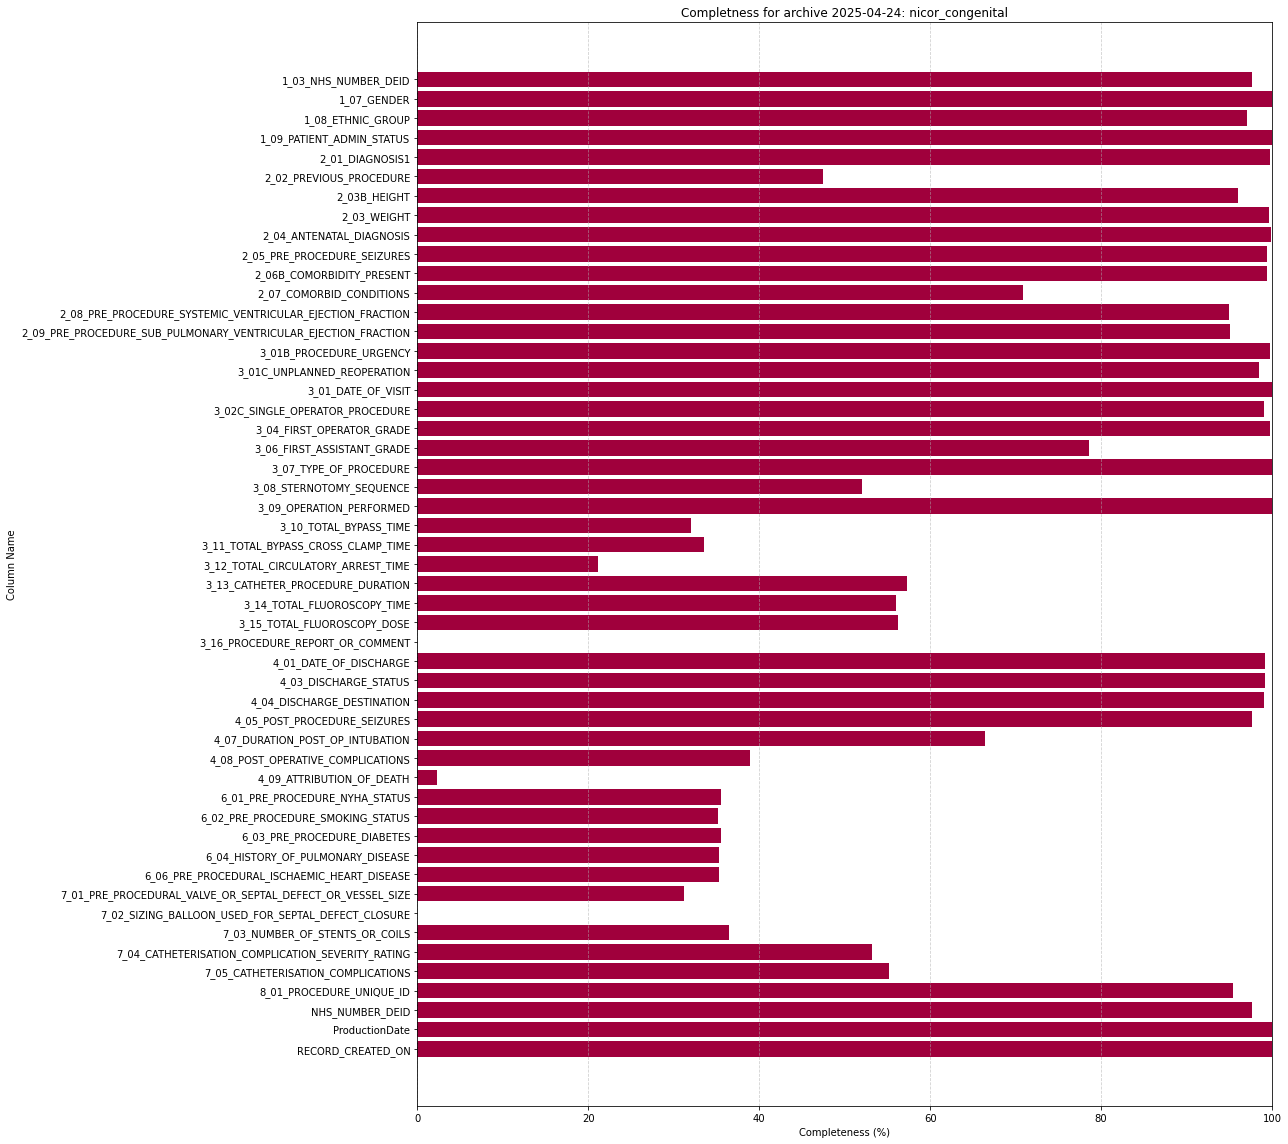 Completness for archive 2025-04-24: nicor_congenital
1_03_NHS_NUMBER_DEID
1_07_GENDER
1_08_ETHNIC_GROUP
1_09_PATIENT_ADMIN_STATUS
2_01_DIAGNOSIS1
2_02_PREVIOUS_PROCEDURE
2_03B_HEIGHT
2_03_WEIGHT
2_04_ANTENATAL_DIAGNOSIS
2_05_PRE_PROCEDURE_SEIZURES
2_06B_COMORBIDITY_PRESENT
2_07_COMORBID_CONDITIONS
2_08_PRE_PROCEDURE_SYSTEMIC_VENTRICULAR_EJECTION_FRACTION
2_09_PRE_PROCEDURE_SUB_PULMONARY_VENTRICULAR_EJECTION_FRACTION
3_01B_PROCEDURE_URGENCY
3_01C_UNPLANNED_REOPERATION
3_01_DATE_OF_VISIT
3_02C_SINGLE_OPERATOR_PROCEDURE
3_04_FIRST_OPERATOR_GRADE
3_06_FIRST_ASSISTANT_GRADE
3_07_TYPE_OF_PROCEDURE
3_08_STERNOTOMY_SEQUENCE
3_09_OPERATION_PERFORMED
3_10_TOTAL_BYPASS_TIME
3_11_TOTAL_BYPASS_CROSS_CLAMP_TIME
3_12_TOTAL_CIRCULATORY_ARREST_TIME
3_13_CATHETER_PROCEDURE_DURATION
3_14_TOTAL_FLUOROSCOPY_TIME
3_15_TOTAL_FLUOROSCOPY_DOSE
3_16_PROCEDURE_REPORT_OR_COMMENT
4_01_DATE_OF_DISCHARGE
4_03_DISCHARGE_STATUS
4_04_DISCHARGE_DESTINATION
4_05_POST_PROCEDURE_SEIZURES
4_07_DURATION_POST_OP_INTUBATION
4_08_POST_OPERATIVE_COMPLICATIONS
4_09_ATTRIBUTION_OF_DEATH
6_01_PRE_PROCEDURE_NYHA_STATUS
6_02_PRE_PROCEDURE_SMOKING_STATUS
6_03_PRE_PROCEDURE_DIABETES
6_04_HISTORY_OF_PULMONARY_DISEASE
6_06_PRE_PROCEDURAL_ISCHAEMIC_HEART_DISEASE
7_01_PRE_PROCEDURAL_VALVE_OR_SEPTAL_DEFECT_OR_VESSEL_SIZE
7_02_SIZING_BALLOON_USED_FOR_SEPTAL_DEFECT_CLOSURE
7_03_NUMBER_OF_STENTS_OR_COILS
7_04_CATHETERISATION_COMPLICATION_SEVERITY_RATING
7_05_CATHETERISATION_COMPLICATIONS
8_01_PROCEDURE_UNIQUE_ID
NHS_NUMBER_DEID
ProductionDate
RECORD_CREATED_ON
Column Name
0 20 40 60 80 100
Completeness (%)